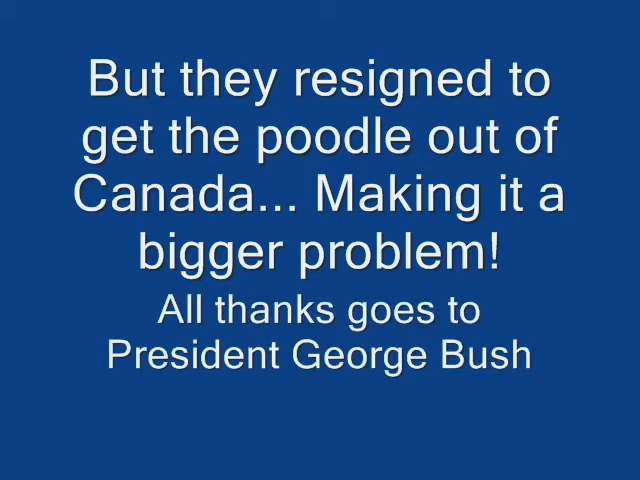 But they resigned to
get the poodle out of
Canada... Making it a
bigger problem!
All thanks goes to
President George Bush